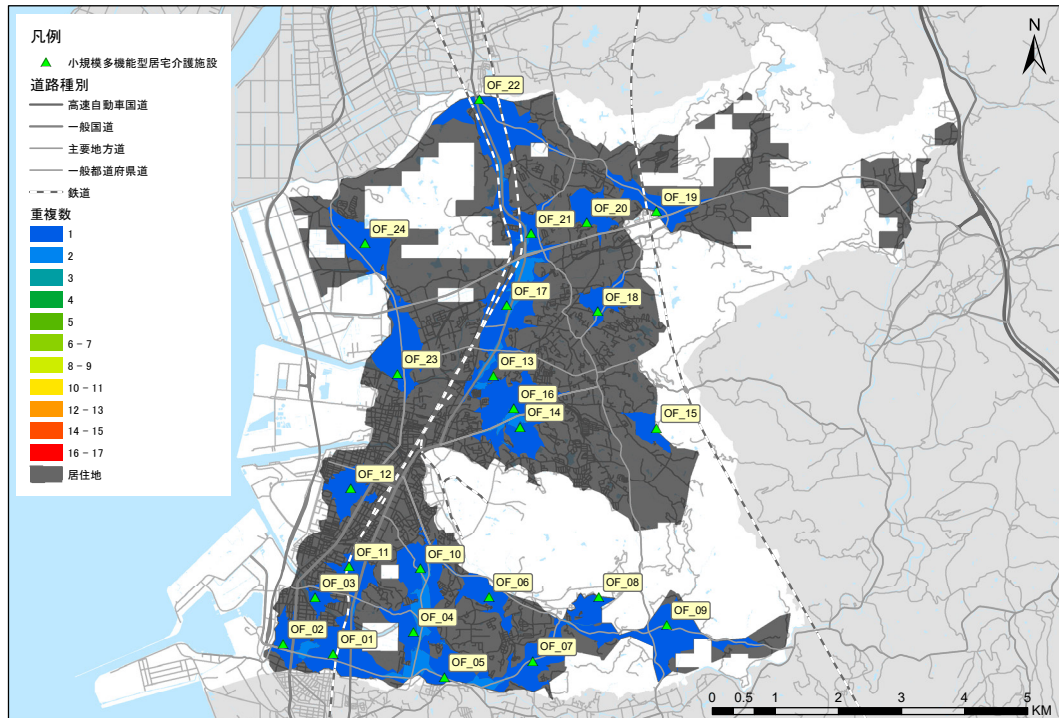 凡例
小規模多機能型居宅介護施設
道路種別
高速自動車国道
一般国道
主要地方道
一般都道府県道
鉄道
重複数
1
2
3
4
5
6 - 7
8 - 9
10 - 11
12 - 13
14 - 15
16 - 17
居住地
N
OF_22
OF_19
OF_20
OF_21
OF_24
OF_18
OF_17
OF_23
OF_13
OF_16
OF_14
OF_15
OF_12
OF_11
OF_10
OF_03
OF_06
OF_08
OF_09
OF_04
OF_02
OF_01
OF_05
OF_07
0 0.5 1 2 3 4 5
KM